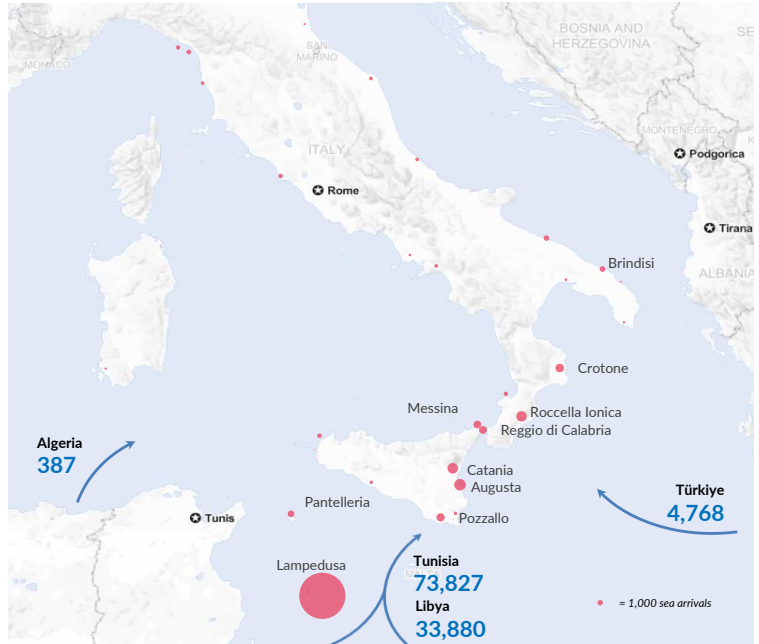 BOSNIA AND
HERZEGOVINA
SE
SAN
MARINO
MONACO
MONTENEGRO
Podgorica
ITALY
Rome
Tirana
Brindisi
ALBANIA
Crotone
Messina
Roccella Ionica
Reggio di Calabria
Algeria
387
Catania
Augusta
Türkiye
4,768
Pantelleria
Tunis
Pozzallo
Lampedusa
Tunisia
73,827
Libya
33,880
= 1,000 sea arrivals